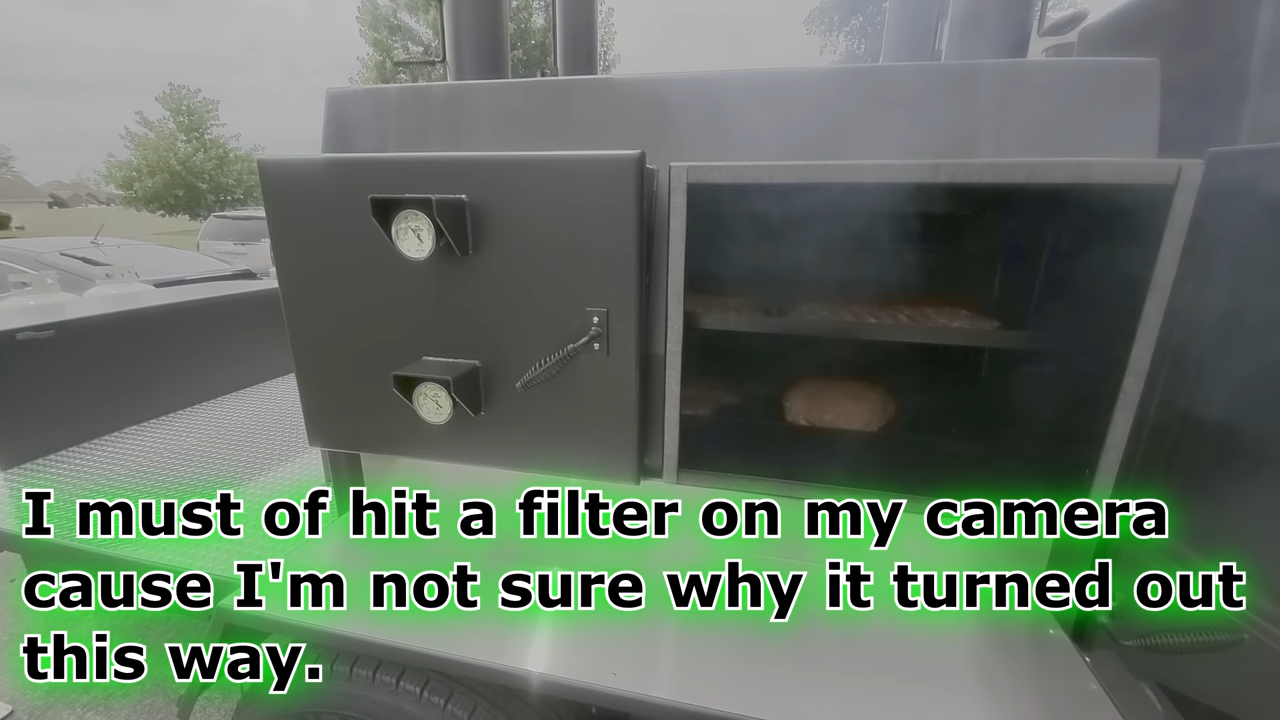 I must of hit a filter on my camera
cause I'm not sure why it turned out
this way.